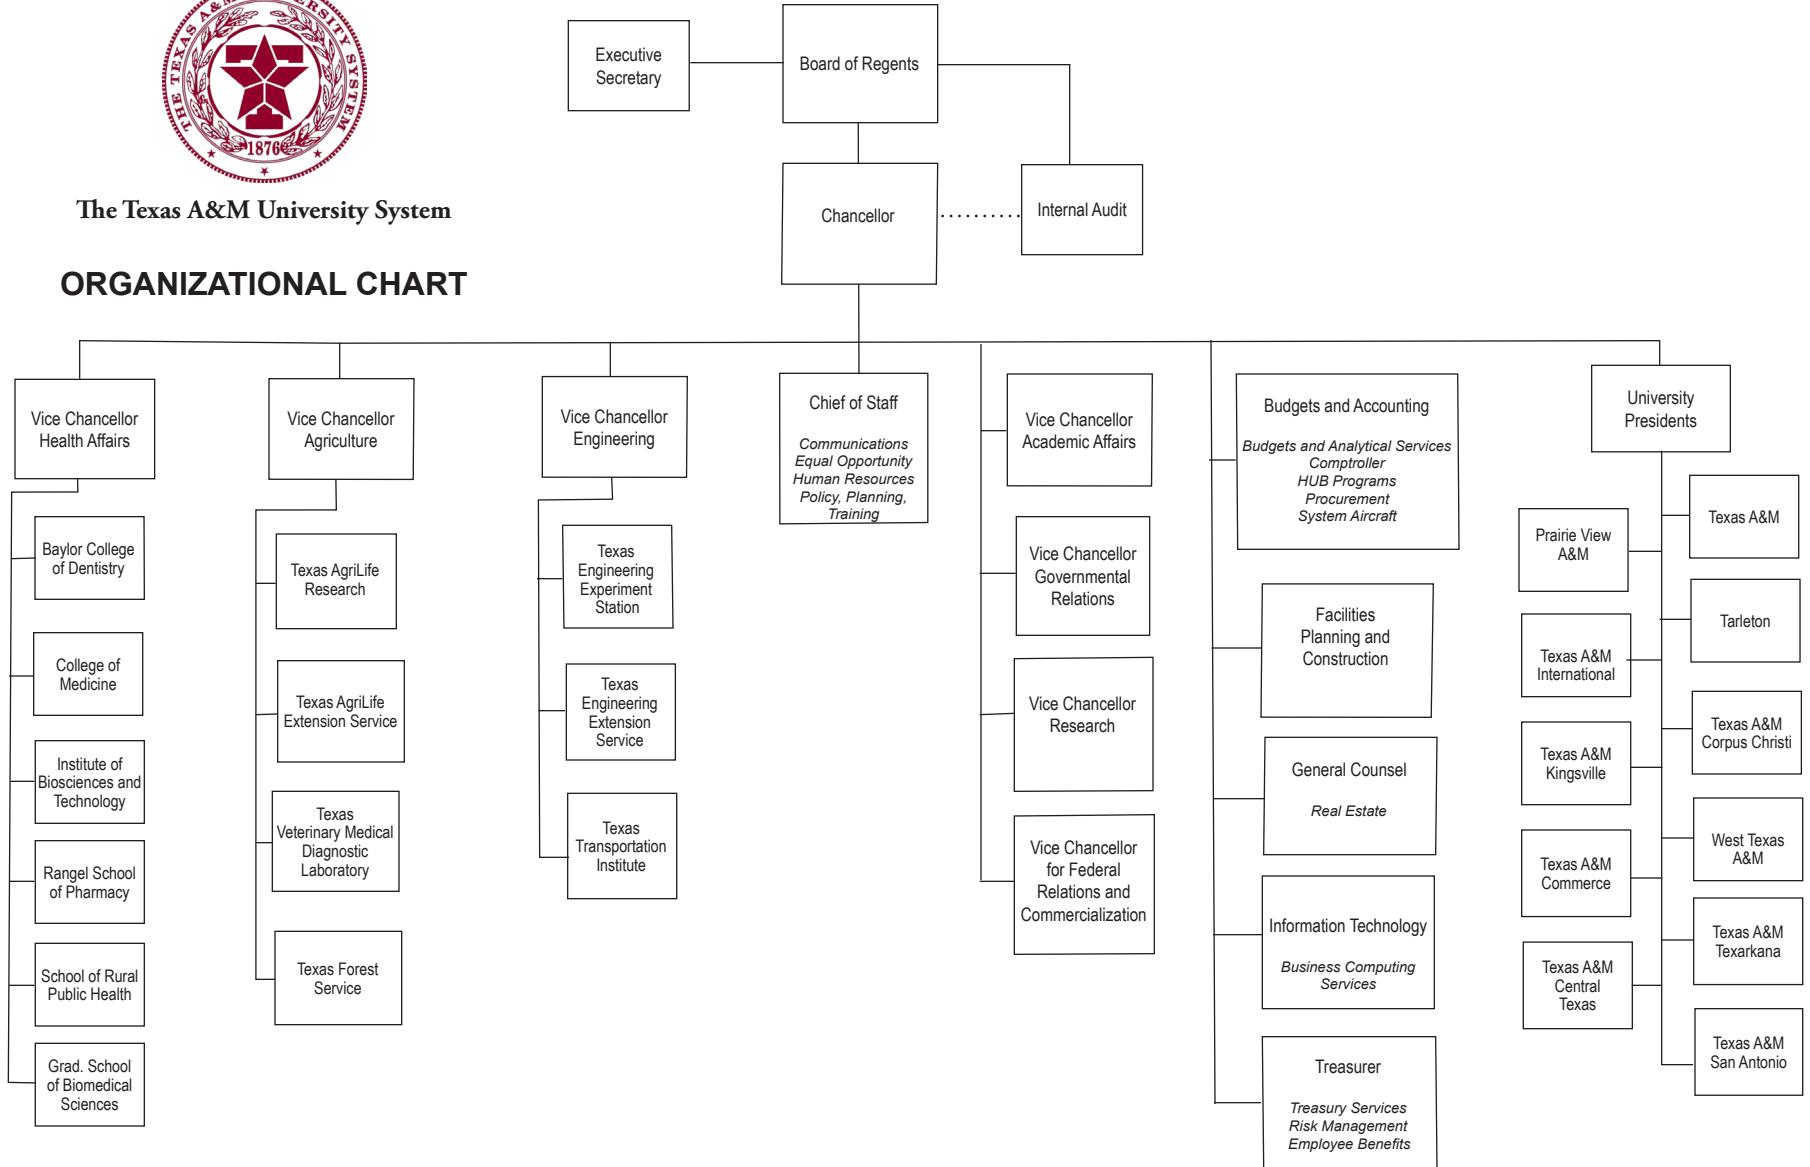 THE TEXAS A&M UNIVERSITY SYSTEM
1876
The Texas A&M University System
ORGANIZATIONAL CHART
Executive
Secretary
Board of Regents
Chancellor
Internal Audit
Vice Chancellor
Health Affairs
Baylor College
of Dentistry
College of
Medicine
Institute of
Biosciences and
Technology
Rangel School
of Pharmacy
School of Rural
Public Health
Grad. School
of Biomedical
Sciences
Vice Chancellor
Agriculture
Texas AgriLife
Research
Texas AgriLife
Extension Service
Texas
Veterinary Medical
Diagnostic
Laboratory
Texas Forest
Service
Vice Chancellor
Engineering
Texas
Engineering
Experiment
Station
Texas
Engineering
Extension
Service
Texas
Transportation
Institute
Chief of Staff
Communications
Equal Opportunity
Human Resources
Policy, Planning,
Training
Vice Chancellor
Academic Affairs
Vice Chancellor
Governmental
Relations
Vice Chancellor
Research
Vice Chancellor
for Federal
Relations and
Commercialization
Budgets and Accounting
Budgets and Analytical Services
Comptroller
HUB Programs
Procurement
System Aircraft
Facilities
Planning and
Construction
General Counsel
Real Estate
Information Technology
Business Computing
Services
Treasurer
Treasury Services
Risk Management
Employee Benefits
University
Presidents
Texas A&M
Prairie View
A&M
Tarleton
Texas A&M
International
Texas A&M
Corpus Christi
Texas A&M
Kingsville
West Texas
A&M
Texas A&M
Commerce
Texas A&M
Texarkana
Texas A&M
Central
Texas
Texas A&M
San Antonio